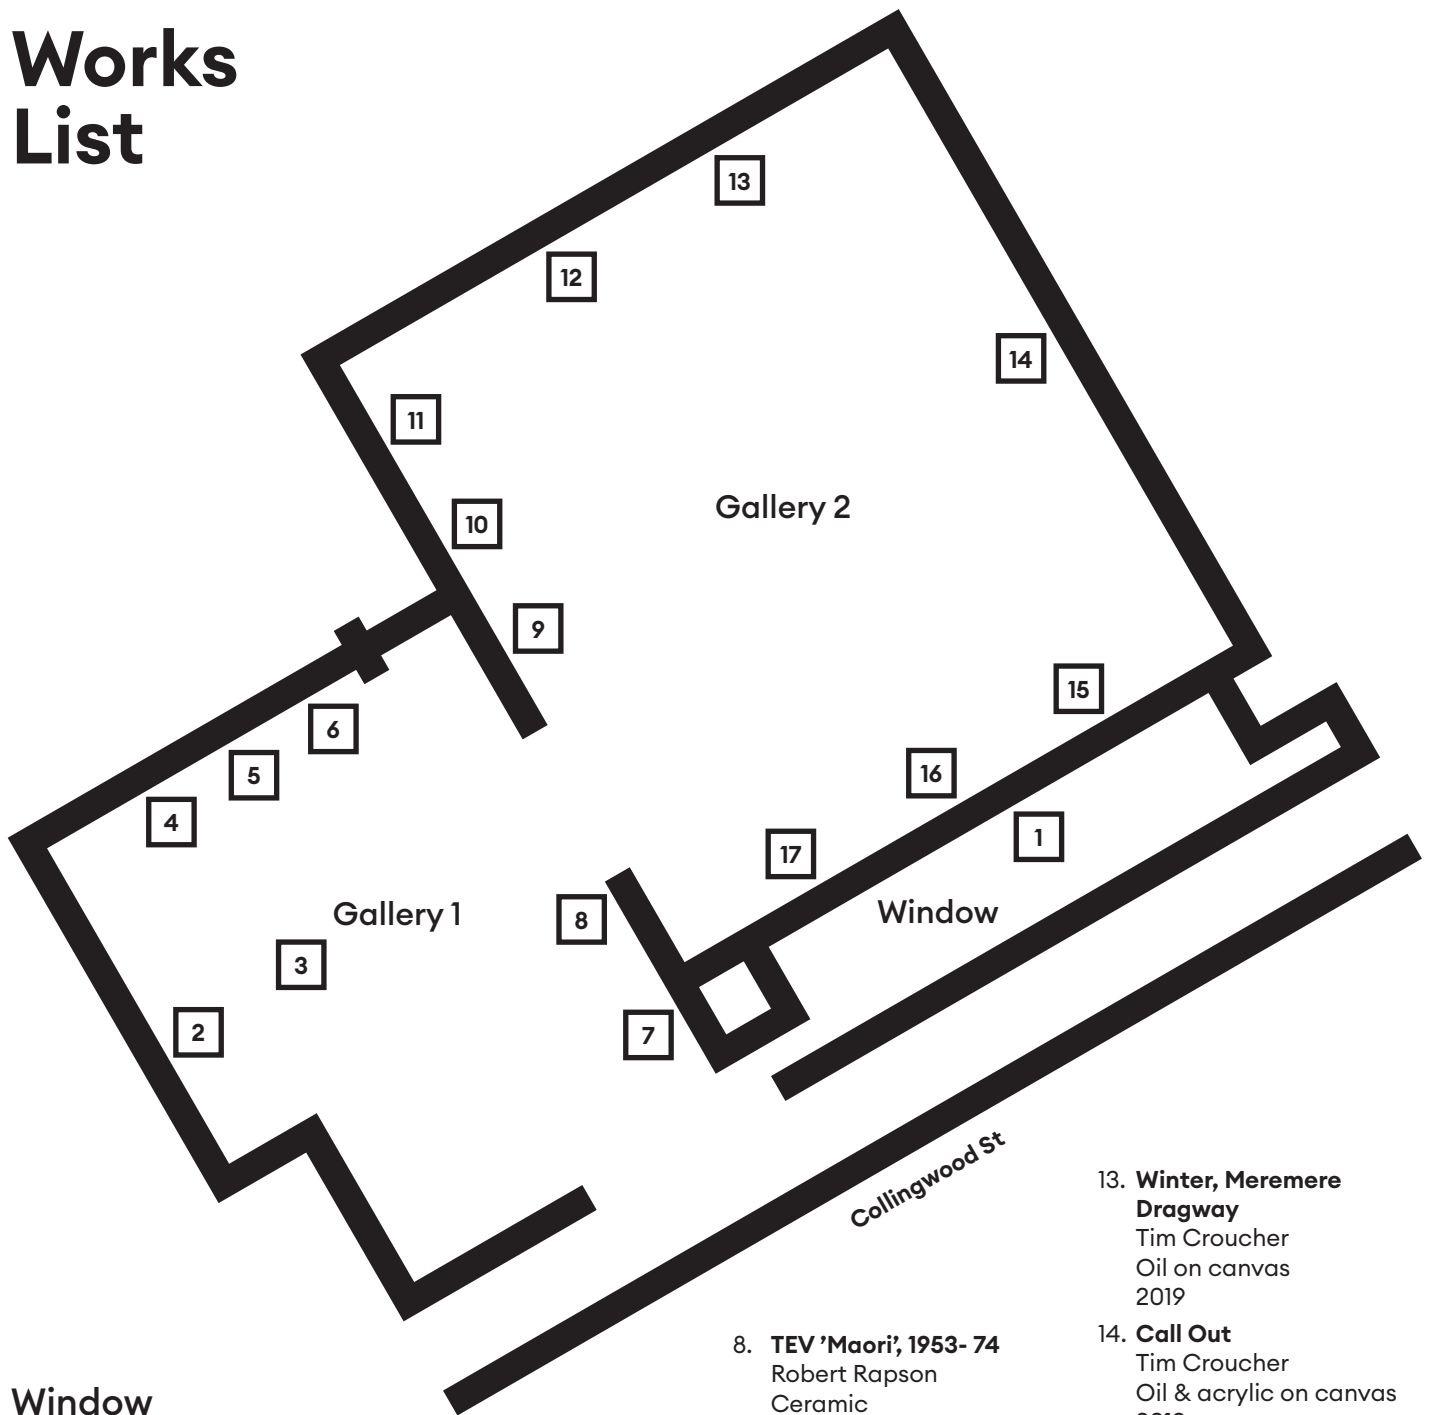 Works
List
13
12
14
11
Gallery 2
10
9
15
6
16
5
4
1
17
Window
Gallery 1
8
3
2
7
Collingwood St
13. Winter, Meremere
Dragway
Tim Croucher
Oil on canvas
2019
14. Call Out
Tim Croucher
Oil & acrylic on canvas
8. TEV ’Maori’, 1953- 74
Robert Rapson
Ceramic
Window